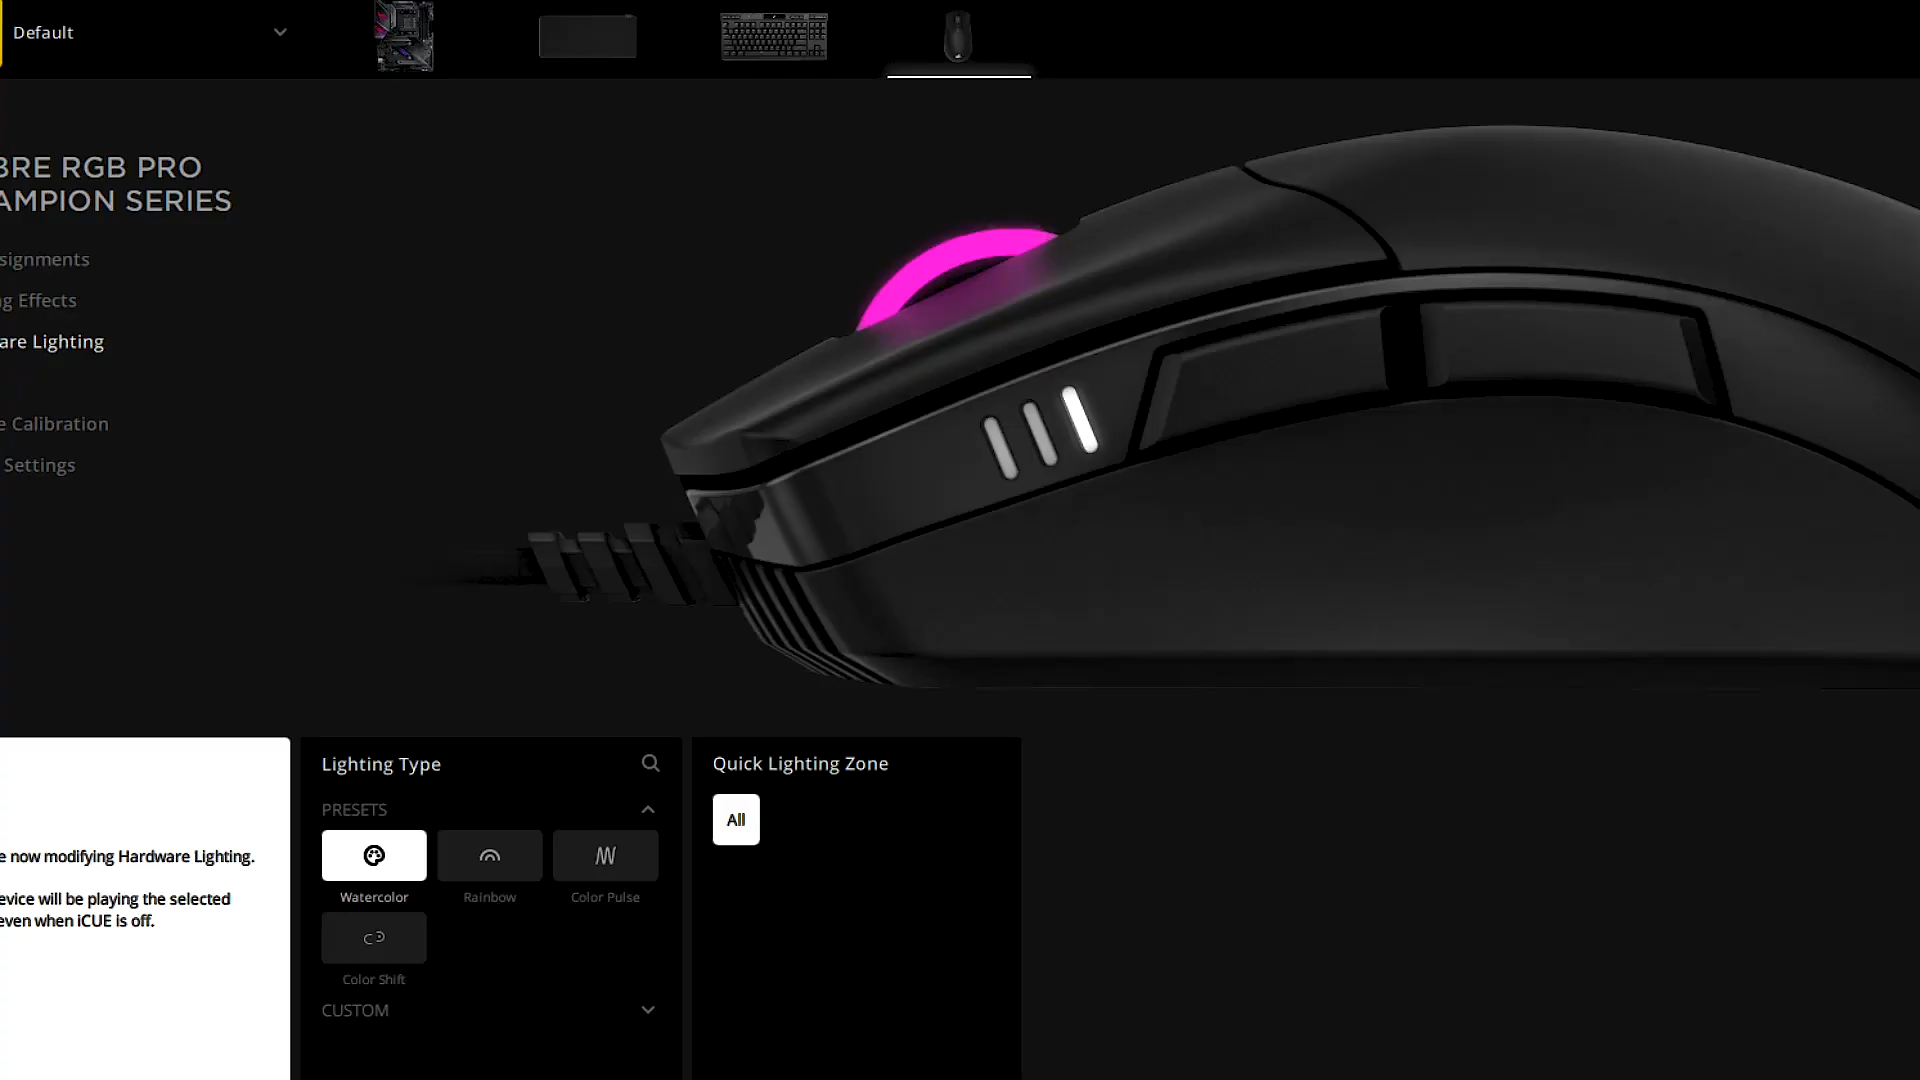 Default
BRE RGB PRO
AMPION SERIES
signments
g Effects
are Lighting
e Calibration
Settings
e now modifying Hardware Lighting.
evice will be playing the selected
even when iCUE is off.
Lighting Type
PRESETS
Watercolor
Rainbow
Color Pulse
Color Shift
CUSTOM
Quick Lighting Zone
All